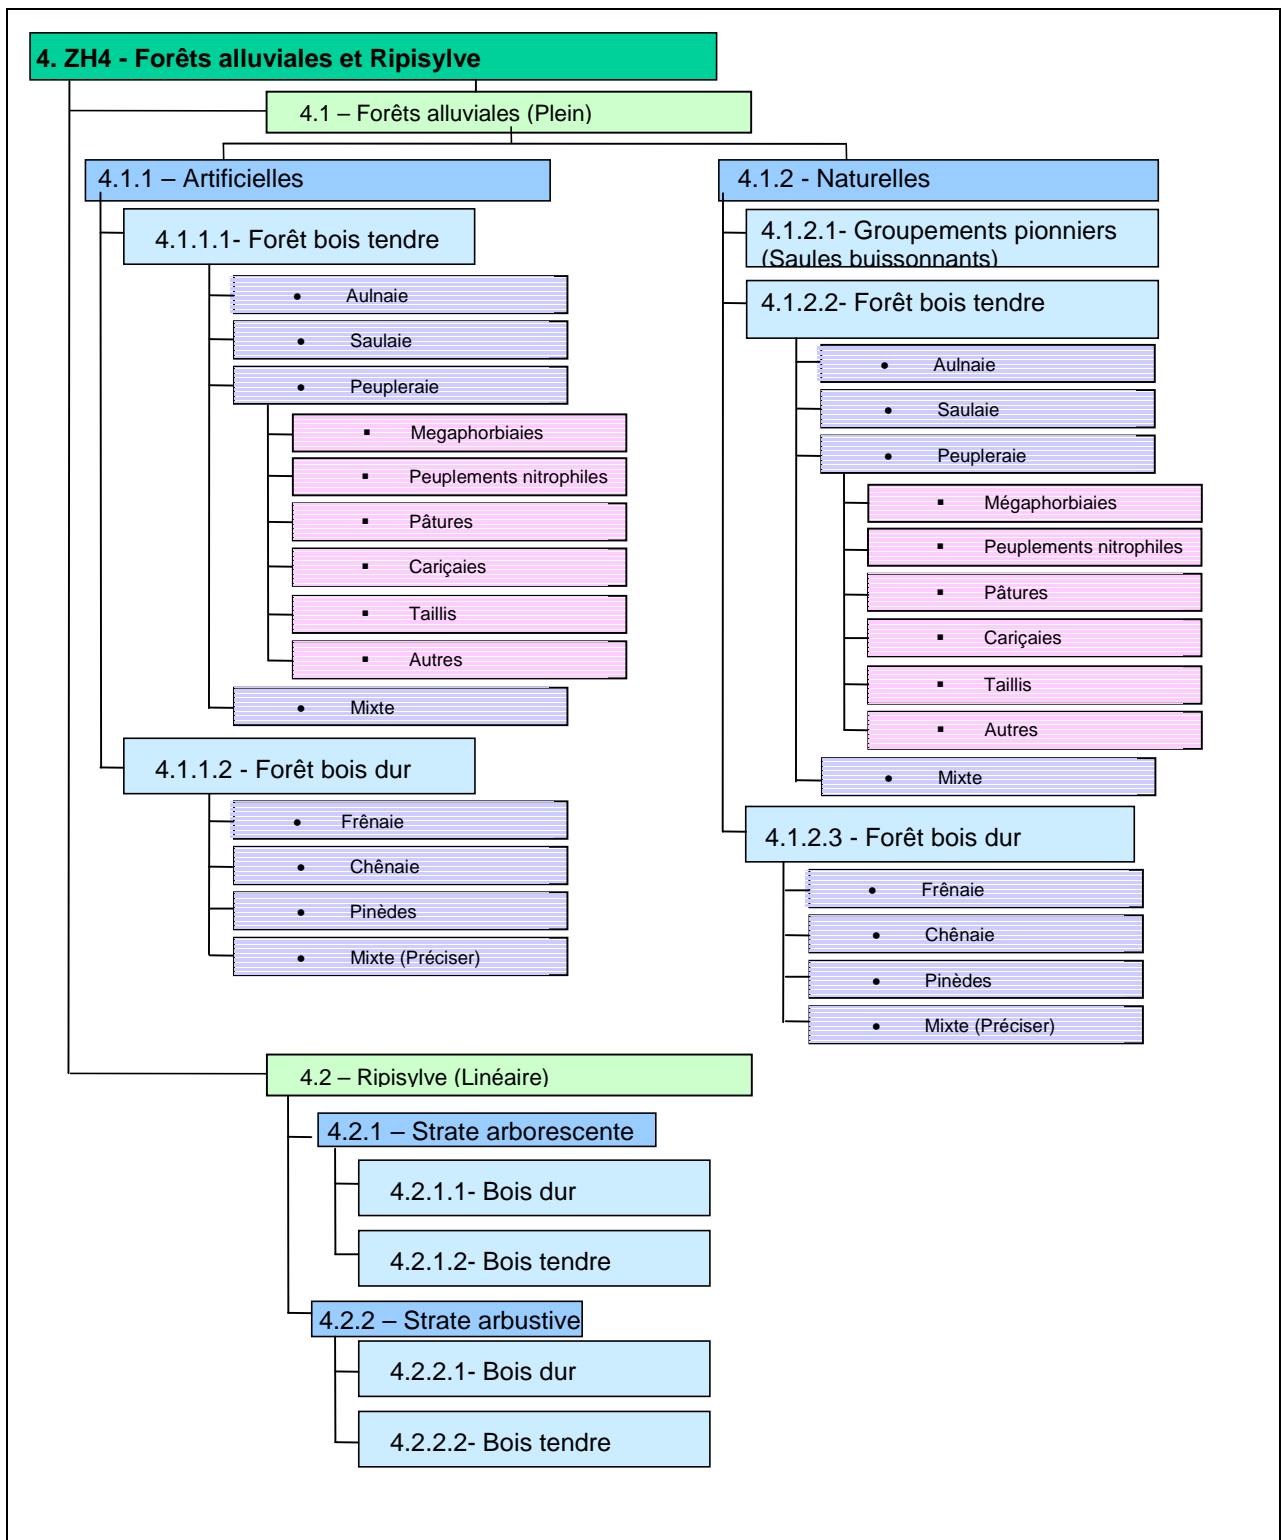 4. ZH4 - Forêts alluviales et Ripisylve
4.1 – Forêts alluviales (Plein)
4.1.1 – Artificielles
4.1.1.1- Forêt bois tendre
• Aulnaie
• Saulaie
• Peupleraie
▪ Megaphorbiaies
▪ Peuplements nitrophiles
▪ Pâtures
▪ Cariçaies
▪ Taillis
▪ Autres
• Mixte
4.1.1.2 - Forêt bois dur
• Frênaie
• Chênaie
• Pinèdes
• Mixte (Préciser)
4.1.2 - Naturelles
4.1.2.1- Groupements pionniers
(Saules buissonnants)
4.1.2.2- Forêt bois tendre
• Aulnaie
• Saulaie
• Peupleraie
▪ Mégaphorbiaies
▪ Peuplements nitrophiles
▪ Pâtures
▪ Cariçaies
▪ Taillis
▪ Autres
• Mixte
4.1.2.3 - Forêt bois dur
• Frênaie
• Chênaie
• Pinèdes
• Mixte (Préciser)
4.2 – Ripisylve (Linéaire)
4.2.1 – Strate arborescente
4.2.1.1- Bois dur
4.2.1.2- Bois tendre
4.2.2 – Strate arbustive
4.2.2.1- Bois dur
4.2.2.2- Bois tendre